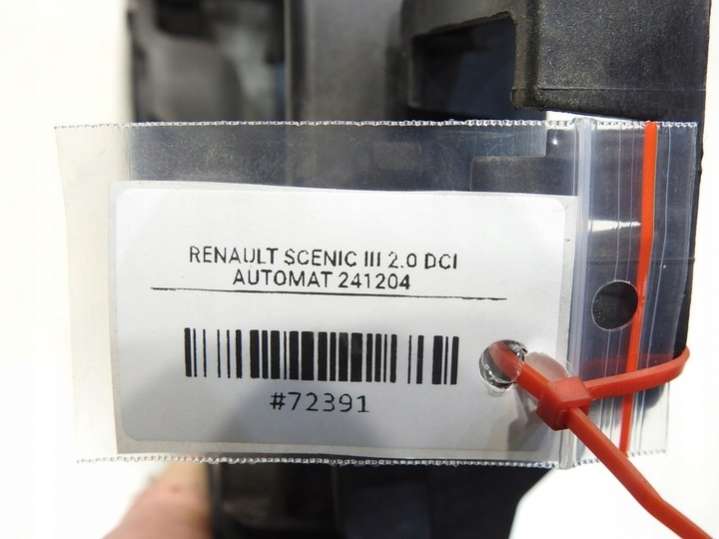 RENAULT SCENIC III 2.0 DCI
AUTOMAT 241204
#72391